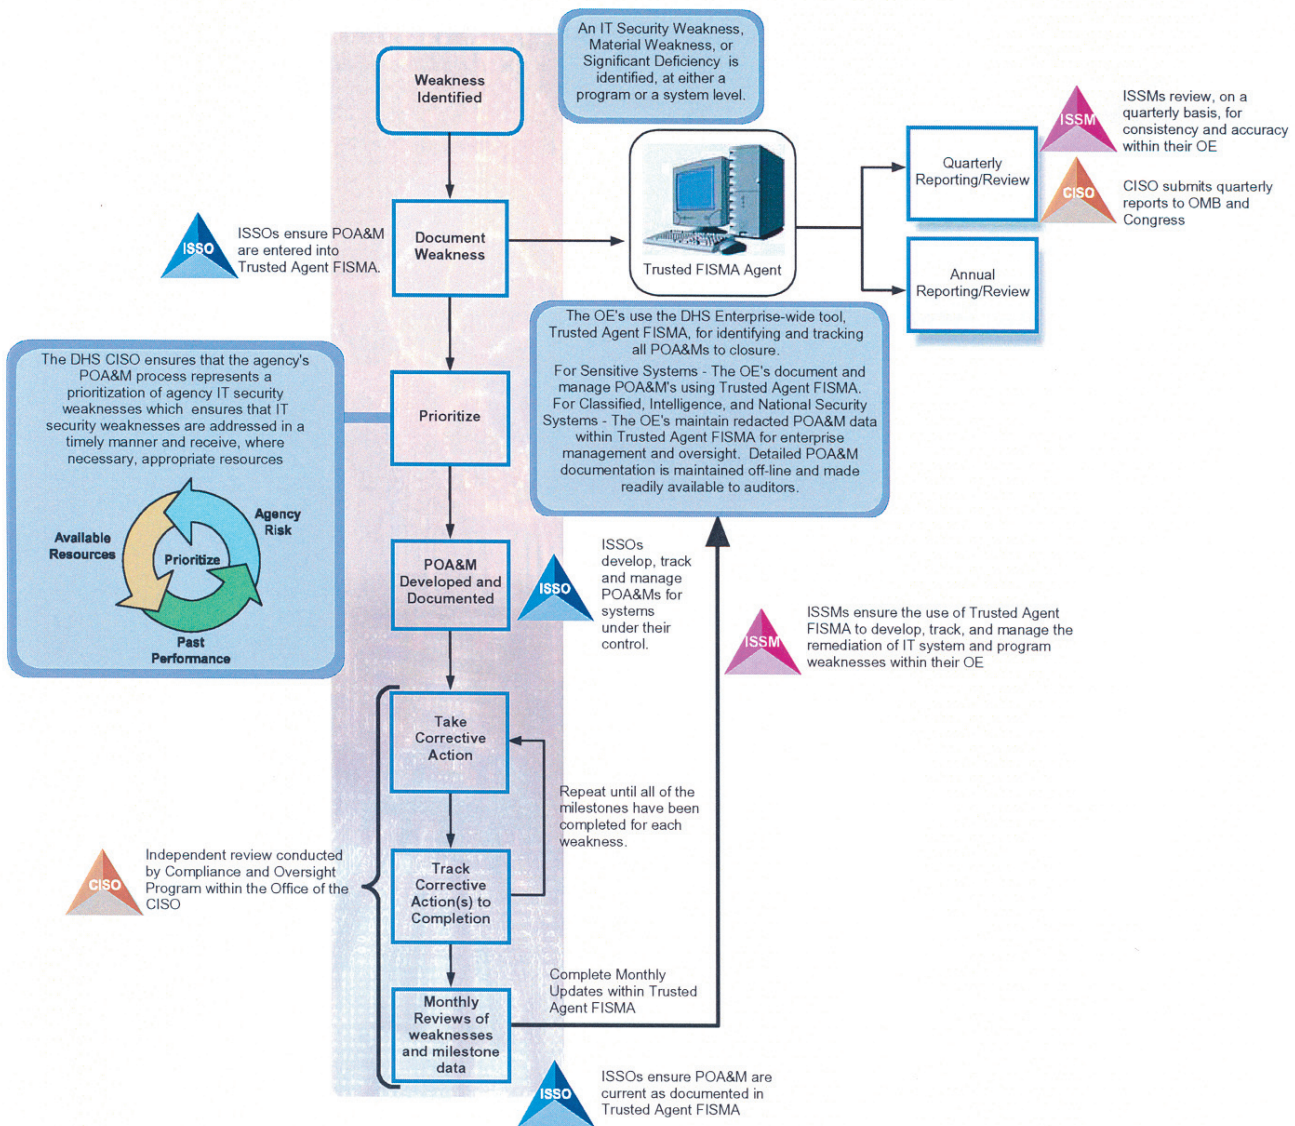 Weakness
Identified
An IT Security Weakness,
Material Weakness, or
Significant Deficiency is
identified, at either a
program or a system level.
ISSM
ISSMs review, on a
quarterly basis, for
consistency and accuracy
within their OE
Quarterly
Reporting/Review
CISO
CISO submits quarterly
reports to OMB and
Congress
ISSO
ISSOs ensure POA&M
are entered into
Trusted Agent FISMA.
Document
Weakness
Trusted FISMA Agent
Annual
Reporting/Review
The OE's use the DHS Enterprise-wide tool,
Trusted Agent FISMA, for identifying and tracking
all POA&Ms to closure.
For Sensitive Systems - The OE's document and
manage POA&M's using Trusted Agent FISMA.
For Classified, Intelligence, and National Security
Systems - The OE's maintain redacted POA&M data
within Trusted Agent FISMA for enterprise
management and oversight. Detailed POA&M
documentation is maintained off-line and made
readily available to auditors.
The DHS CISO ensures that the agency's
POA&M process represents a
prioritization of agency IT security
weaknesses which ensures that IT
security weaknesses are addressed in a
timely manner and receive, where
necessary, appropriate resources
Available
Resources
Agency
Risk
Prioritize
Past
Performance
Prioritize
POA&M
Developed and
Documented
ISSO
ISSOs
develop, track
and manage
POA&Ms for
systems
under their
control.
ISSM
ISSMs ensure the use of Trusted Agent
FISMA to develop, track, and manage the
remediation of IT system and program
weaknesses within their OE
Take
Corrective
Action
Repeat until all of the
milestones have been
completed for each
weakness.
CISO
Independent review conducted
by Compliance and Oversight
Program within the Office of the
CISO
Track
Corrective
Action(s) to
Completion
Complete Monthly
Updates within Trusted
Agent FISMA
Monthly
Reviews of
weaknesses
and milestone
data
ISSO
ISSOs ensure POA&M are
current as documented in
Trusted Agent FISMA